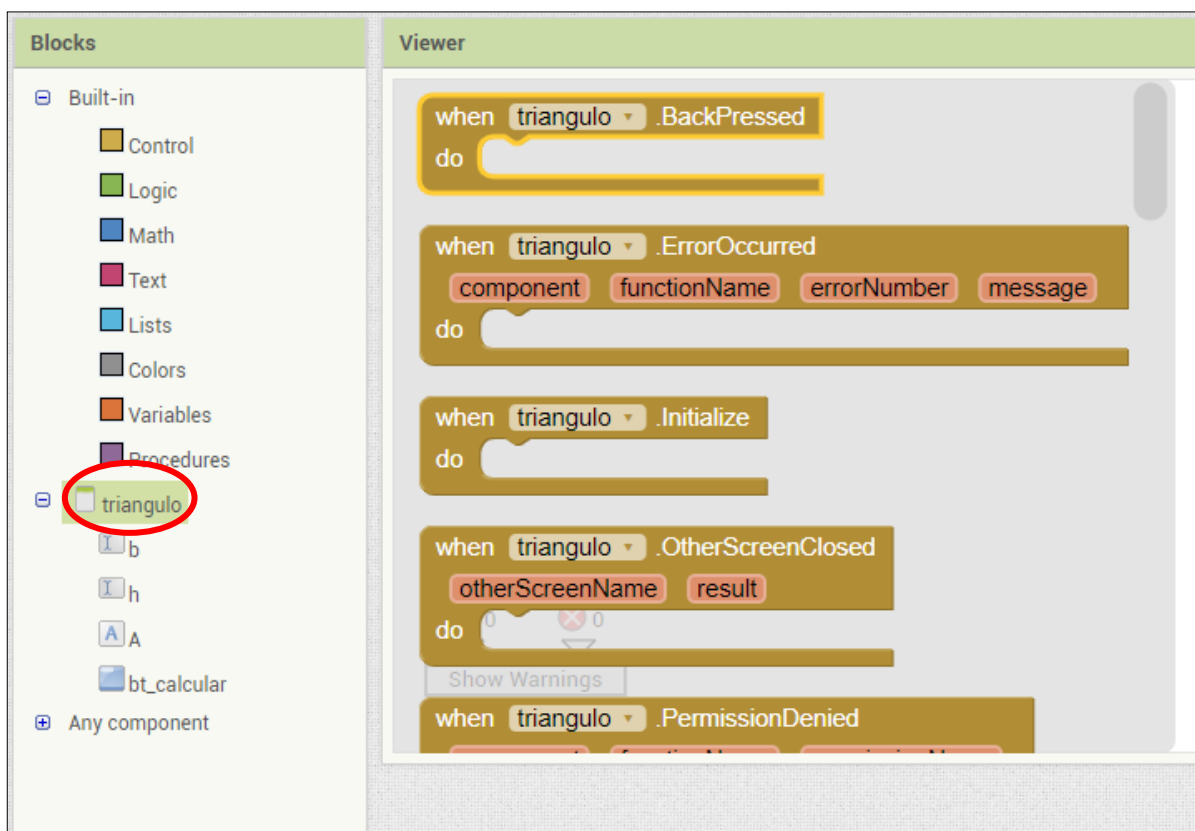 Blocks
Built-in
Control
Logic
Math
Text
Lists
Colors
Variables
Procedures
triangulo
b
h
A A
bt_calcular
Any component
Viewer
when triangulo .BackPressed
do
when triangulo .ErrorOccurred
component functionName errorNumber message
do
when triangulo .Initialize
do
when triangulo .OtherScreenClosed
otherScreenName result
do 0 0
Show Warnings
when triangulo .PermissionDenied